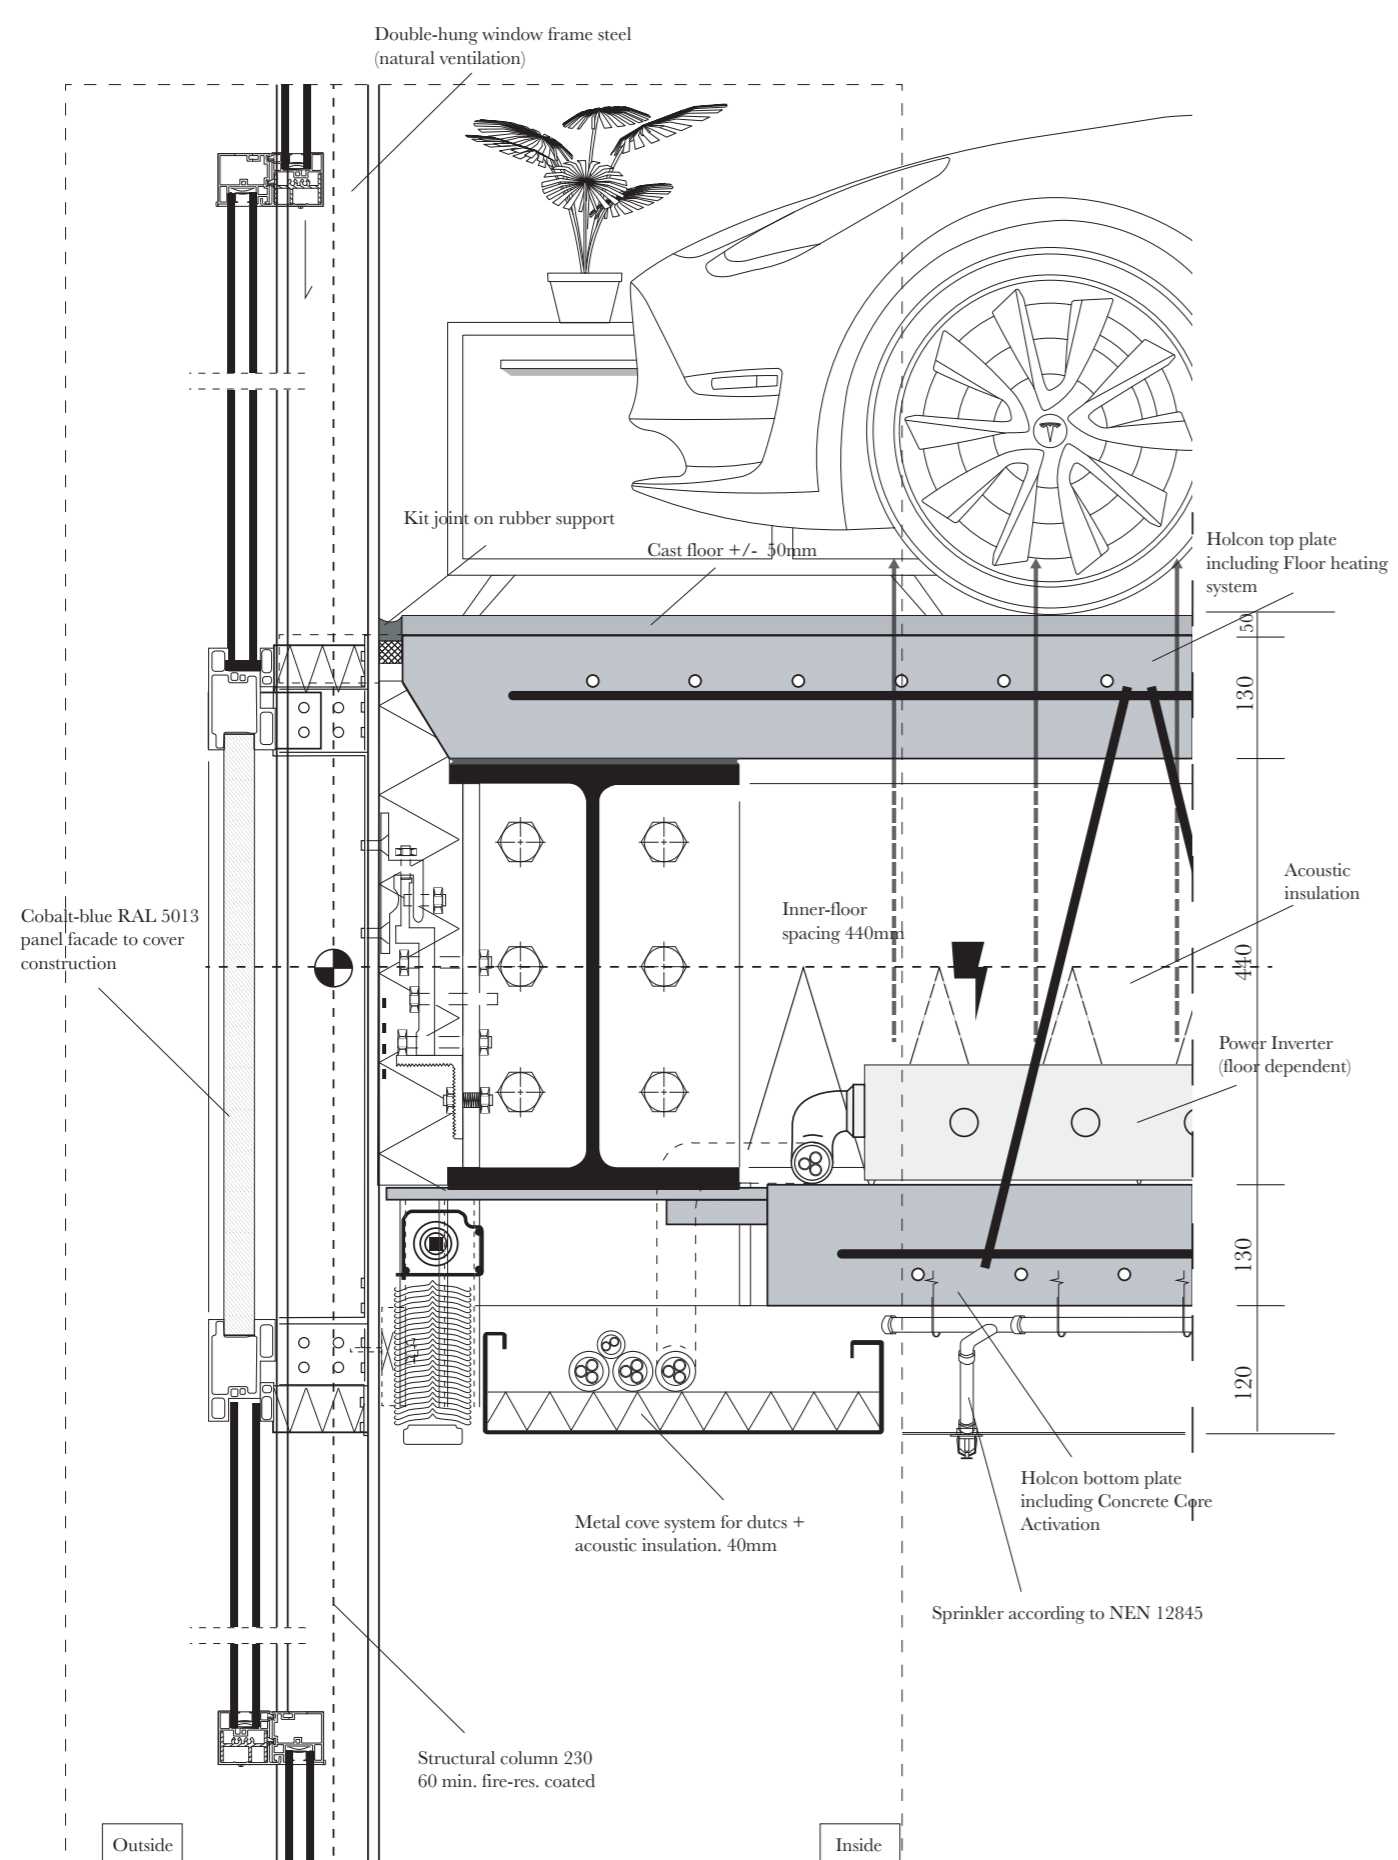 Double-hung window frame steel
(natural ventilation)
Kit joint on rubber support
Cast floor +/- 50mm
Holcon top plate
including Floor heating
system
50
130
Acoustic
insulation
Inner-floor
spacing 440mm
Cobalt-blue RAL 5013
panel facade to cover
construction
440
Power Inverter
(floor dependent)
130
120
Holcon bottom plate
including Concrete Core
Activation
Metal cove system for dutcs +
acoustic insulation. 40mm
Sprinkler according to NEN 12845
Structural column 230
60 min. fire-res. coated
Outside
Inside